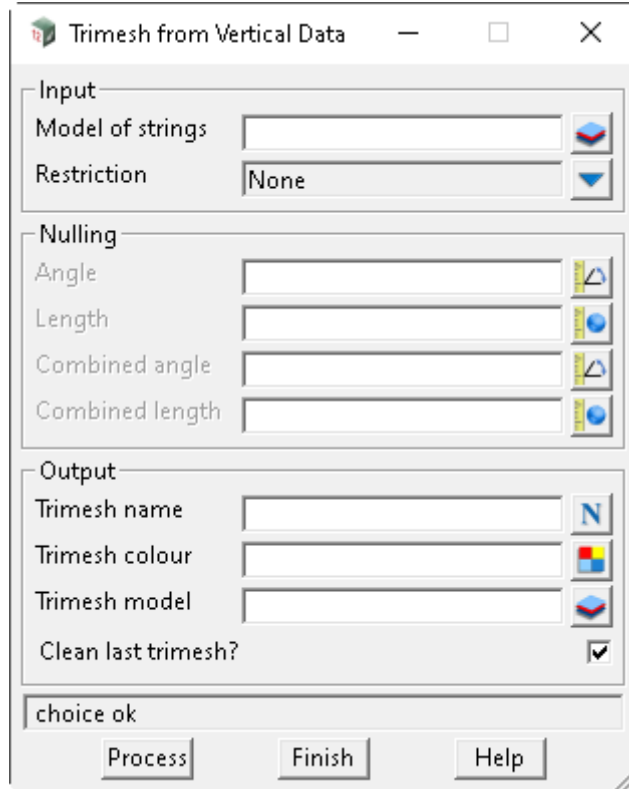 Trimesh from Vertical Data
Input
Model of strings
Restriction None
Nulling
Angle
Length
Combined angle
Combined length
Output
Trimesh name N
Trimesh colour
Trimesh model
Clean last trimesh?
choice ok
Process Finish Help